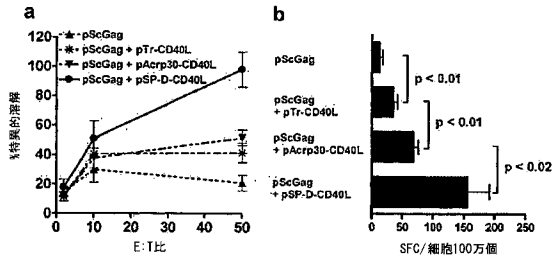 a
pScGag
pScGag + pTr-CD40L
pScGag + pAcrp30-CD40L
pScGag + pSP-D-CD40L
%特異的溶解
120
100
80
60
40
20
0
0 10 20 30 40 50
E:T比
b
pScGag
pScGag
+ pTr-CD40L
pScGag
+ pAcrp30-CD40L
pScGag
+ pSP-D-CD40L
p < 0.01
p < 0.01
p < 0.02
0 50 100 150 200 250
SFC/細胞100万個